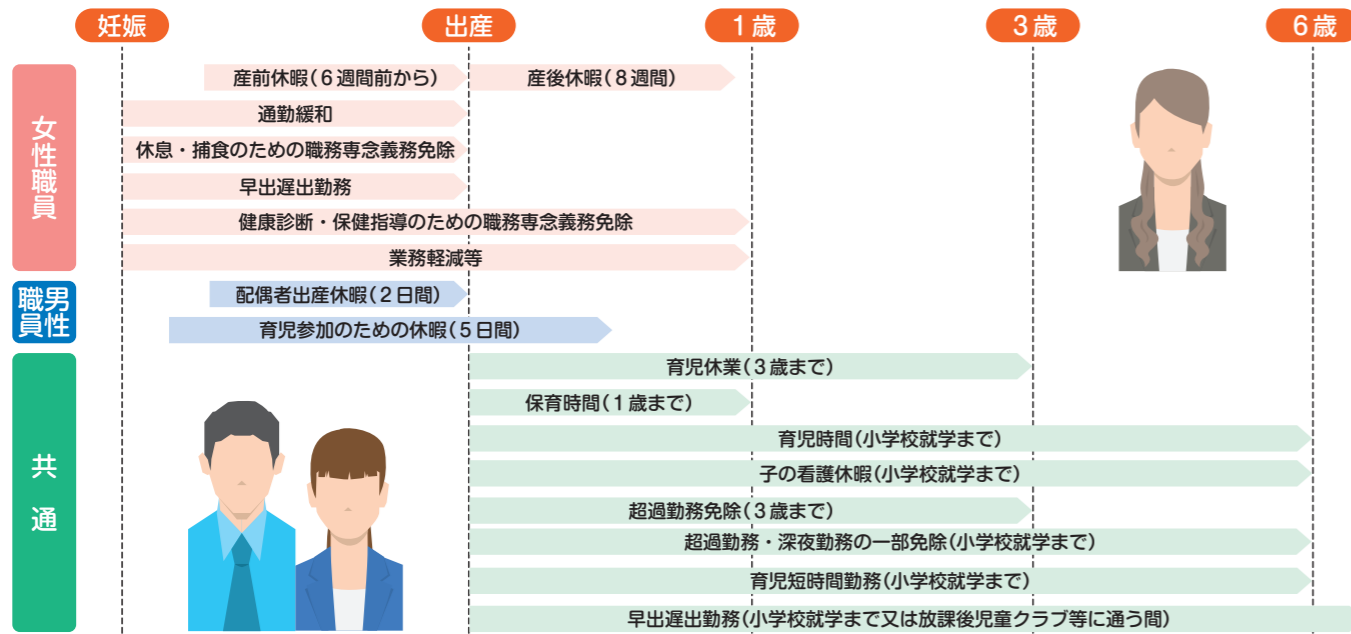 妊娠 出産 1歳 3歳 6歳
女性職員
産前休暇(6週間前から) 産後休暇(8週間)
通勤緩和
休息・捕食のための職務専念義務免除
早出遅出勤務
健康診断・保健指導のための職務専念義務免除
業務軽減等
男性職員
配偶者出産休暇(2日間)
育児参加のための休暇(5日間)
共通
育児休業(3歳まで)
保育時間(1歳まで)
育児時間(小学校就学まで)
子の看護休暇(小学校就学まで)
超過勤務免除(3歳まで)
超過勤務・深夜勤務の一部免除(小学校就学まで)
育児短時間勤務(小学校就学まで)
早出遅出勤務(小学校就学まで又は放課後児童クラブ等に通う間)